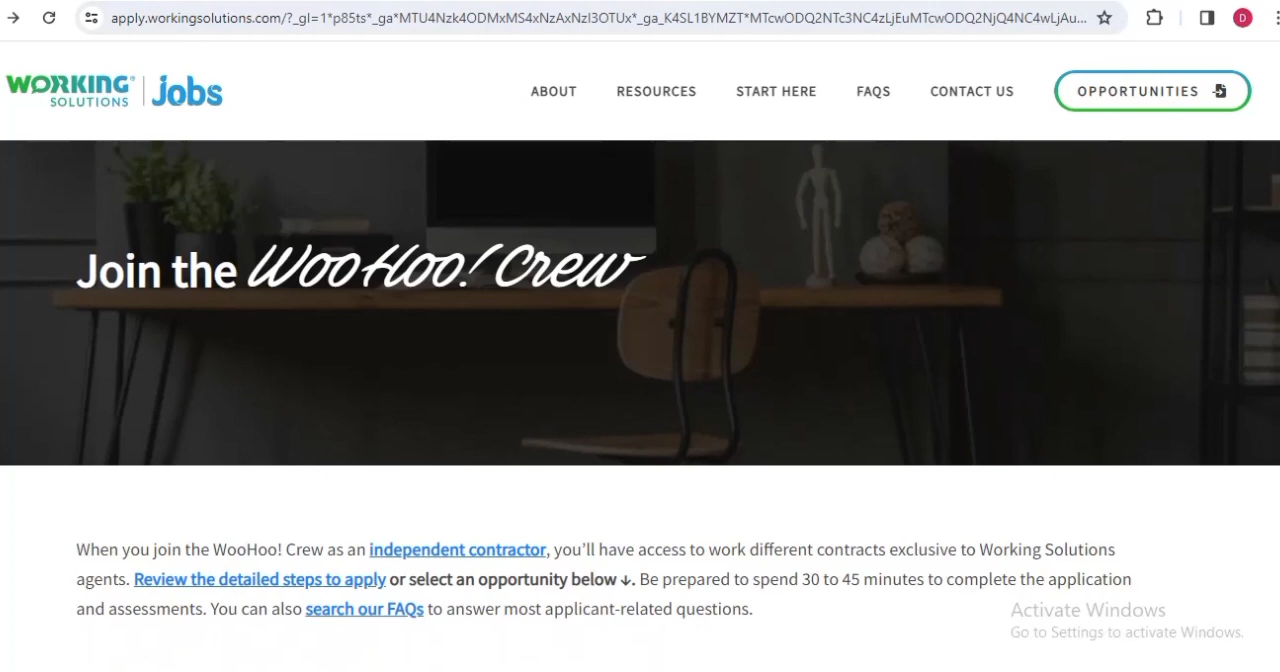 apply.workingsolutions.com/?_gl=1*p85ts*_ga*MTU4Nzk4ODMxMS4xNzAxNzI3OTUx*_ga_K4SL1BYMZT*MTcwODQ2NTc3NC4zLjEuMTcwODQ2NjQ4NC4wLjAu...
D
WORKING® SOLUTIONS | jobs
ABOUT RESOURCES START HERE FAQS CONTACT US OPPORTUNITIES
Join the WooHoo! Crew
When you join the WooHoo! Crew as an independent contractor, you’ll have access to work different contracts exclusive to Working Solutions
agents. Review the detailed steps to apply or select an opportunity below ↓. Be prepared to spend 30 to 45 minutes to complete the application
and assessments. You can also search our FAQs to answer most applicant-related questions.
Activate Windows
Go to Settings to activate Windows.